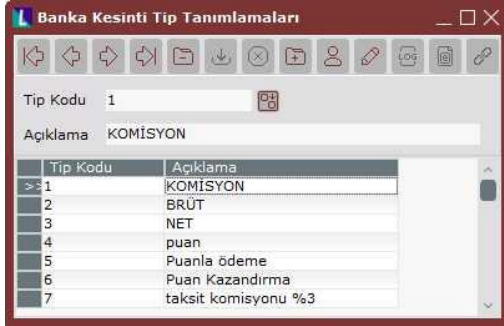 L Banka Kesinti Tip Tanımlamaları
LOG
Tip Kodu 1
Açıklama KOMİSYON
Tip Kodu Açıklama
>>1 KOMİSYON
2 BRÜT
3 NET
4 puan
5 Puanla ödeme
6 Puan Kazandırma
7 taksit komisyonu %3